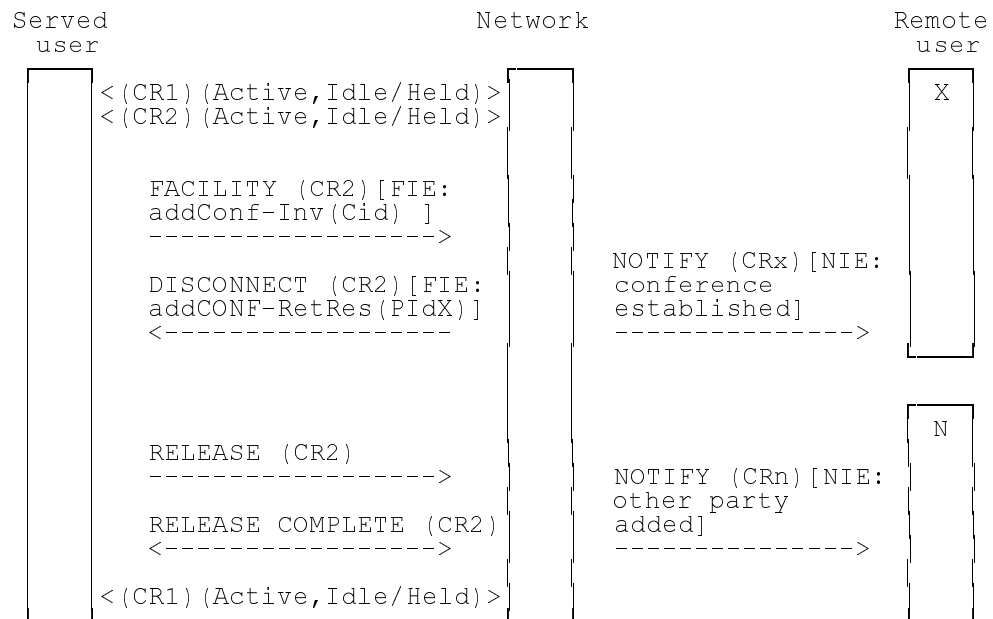 Served user
Network
Remote user
<(CR1)(Active,Idle/Held)>
X
<(CR2)(Active,Idle/Held)>
FACILITY (CR2)[FIE:
addConf-Inv(Cid) ]
------------------>
NOTIFY (CRx)[NIE:
conference
established]
--------------->
DISCONNECT (CR2)[FIE:
addCONF-RetRes(PIdX)]
<------------------
N
RELEASE (CR2)
------------------>
NOTIFY (CRn)[NIE:
other party
added]
--------------->
RELEASE COMPLETE (CR2)
<----------------->
<(CR1)(Active,Idle/Held)>